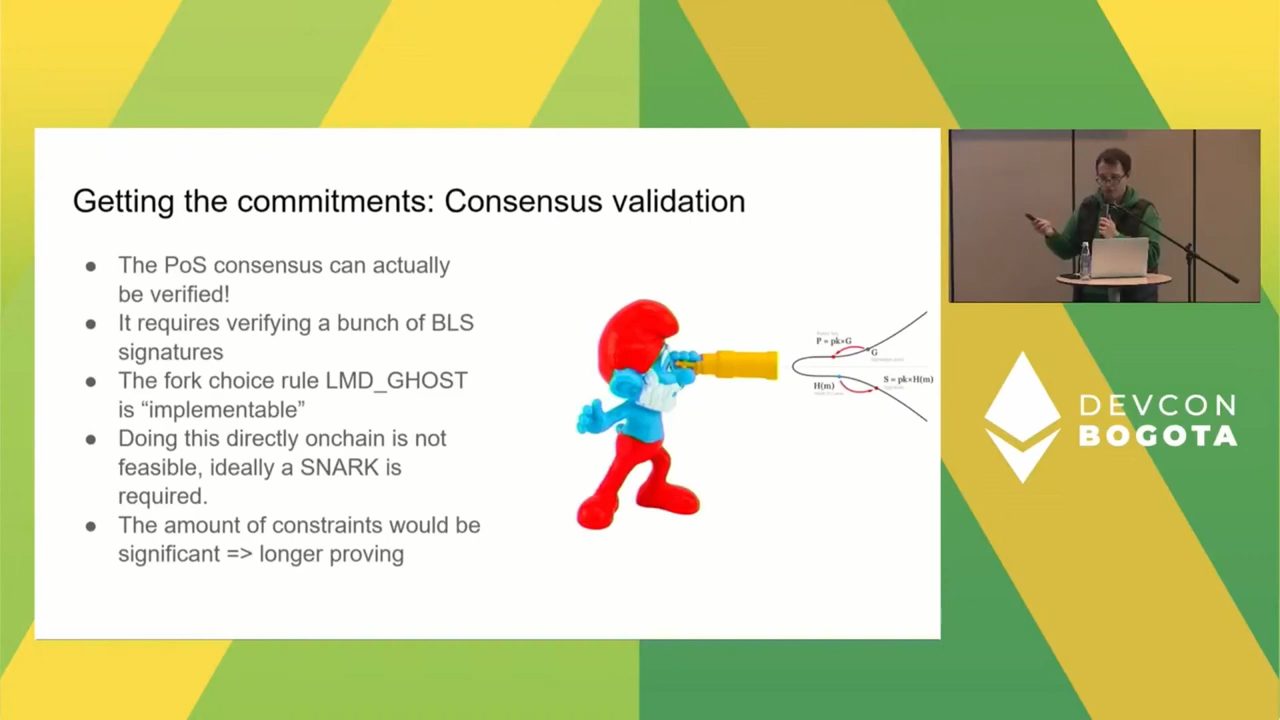 Getting the commitments: Consensus validation
● The PoS consensus can actually
be verified!
● It requires verifying a bunch of BLS
signatures
● The fork choice rule LMD_GHOST
is “implementable”
● Doing this directly onchain is not
feasible, ideally a SNARK is
required.
● The amount of constraints would be
significant => longer proving
P = pk×G
G
H(m)
S = pk×H(m)
DEVCON
BOGOTA